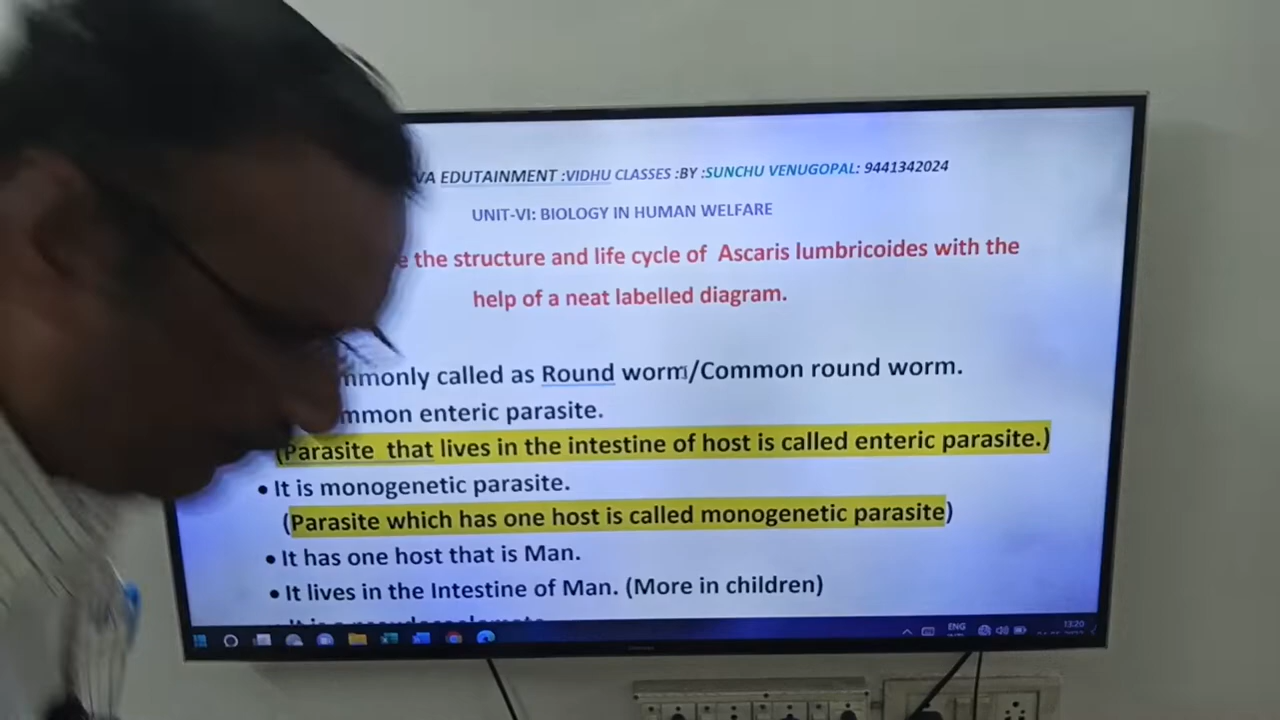 VA EDUTAINMENT :VIDHU CLASSES :BY :SUNCHU VENUGOPAL: 9441342024
UNIT-VI: BIOLOGY IN HUMAN WELFARE
e the structure and life cycle of Ascaris lumbricoides with the
help of a neat labelled diagram.
mmonly called as Round worm/Common round worm.
mmon enteric parasite.
(Parasite that lives in the intestine of host is called enteric parasite.)
• It is monogenetic parasite.
(Parasite which has one host is called monogenetic parasite)
• It has one host that is Man.
• It lives in the Intestine of Man. (More in children)
ENG
13:20